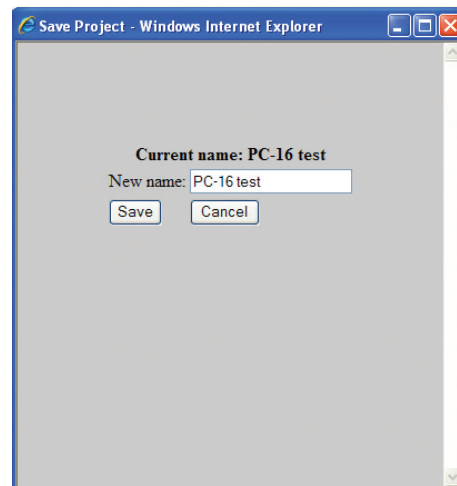 Save Project - Windows Internet Explorer
Current name: PC-16 test
New name: PC-16 test
Save Cancel